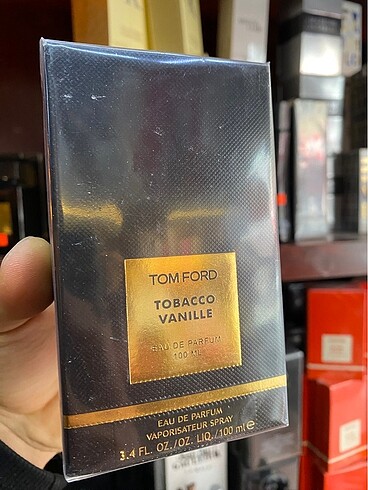 TOM FORD
TOBACCO
VANILLE
EAU DE PARFUM
100 ML
EAU DE PARFUM
VAPORISATEUR SPRAY
3.4 FL. OZ./OZ. LIQ./100 ml e